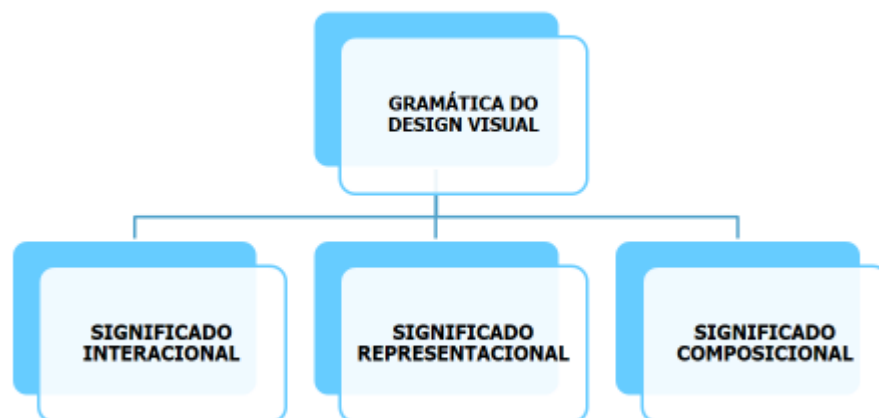 GRAMÁTICA DO
DESIGN VISUAL
SIGNIFICADO
INTERACIONAL
SIGNIFICADO
REPRESENTACIONAL
SIGNIFICADO
COMPOSICIONAL